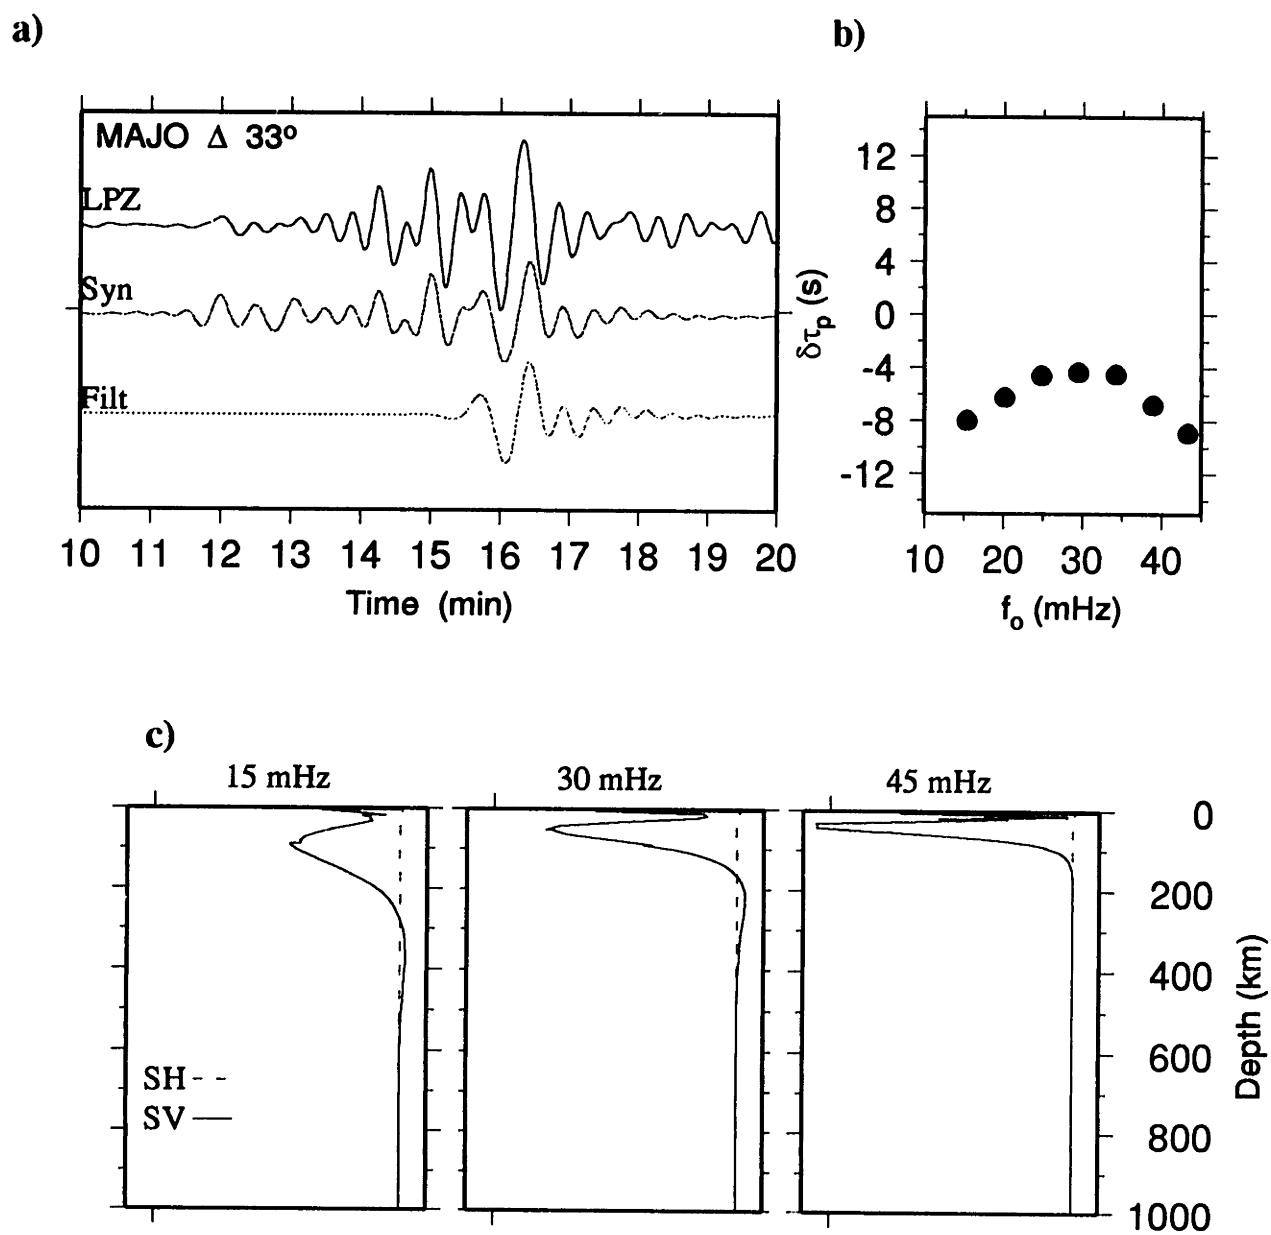 a)
MAJO Δ 33º
LPZ
Syn
Filt
10 11 12 13 14 15 16 17 18 19 20
Time (min)
b)
12
8
4
0
-4
-8
-12
δτp (s)
10 20 30 40
fo (mHz)
c)
15 mHz
30 mHz
45 mHz
SH
SV
0
200
400
600
800
1000
Depth (km)